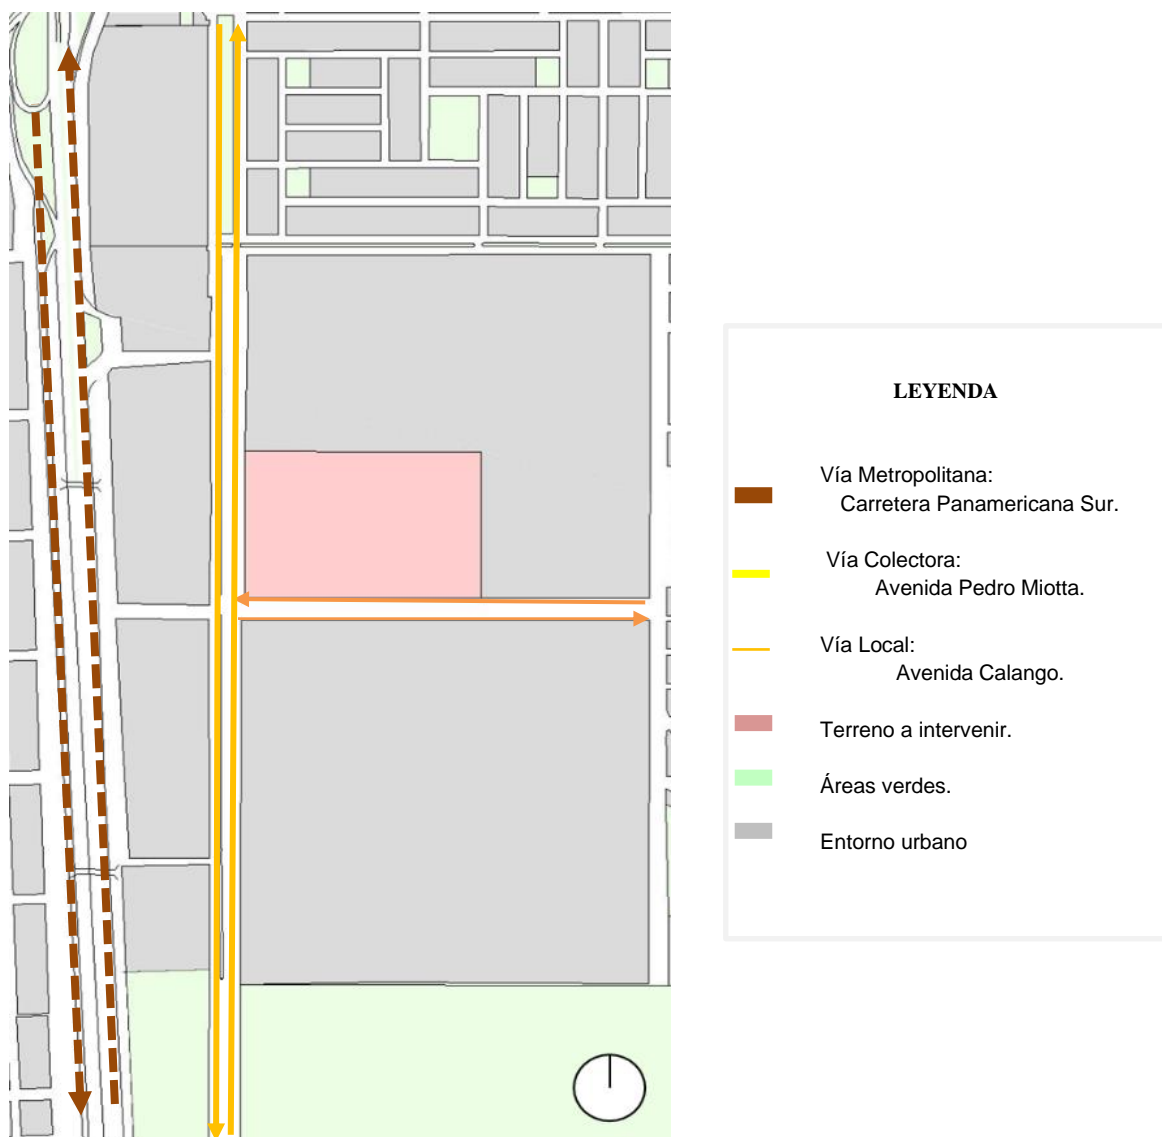 LEYENDA
Vía Metropolitana:
Carretera Panamericana Sur.
Vía Colectora:
Avenida Pedro Miotta.
Vía Local:
Avenida Calango.
Terreno a intervenir.
Áreas verdes.
Entorno urbano